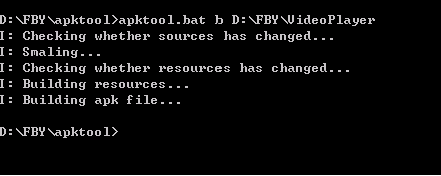 D:\FBY\apktool>apktool.bat b D:\FBY\VideoPlayer
I: Checking whether sources has changed...
I: Smaling...
I: Checking whether resources has changed...
I: Building resources...
I: Building apk file...
D:\FBY\apktool>